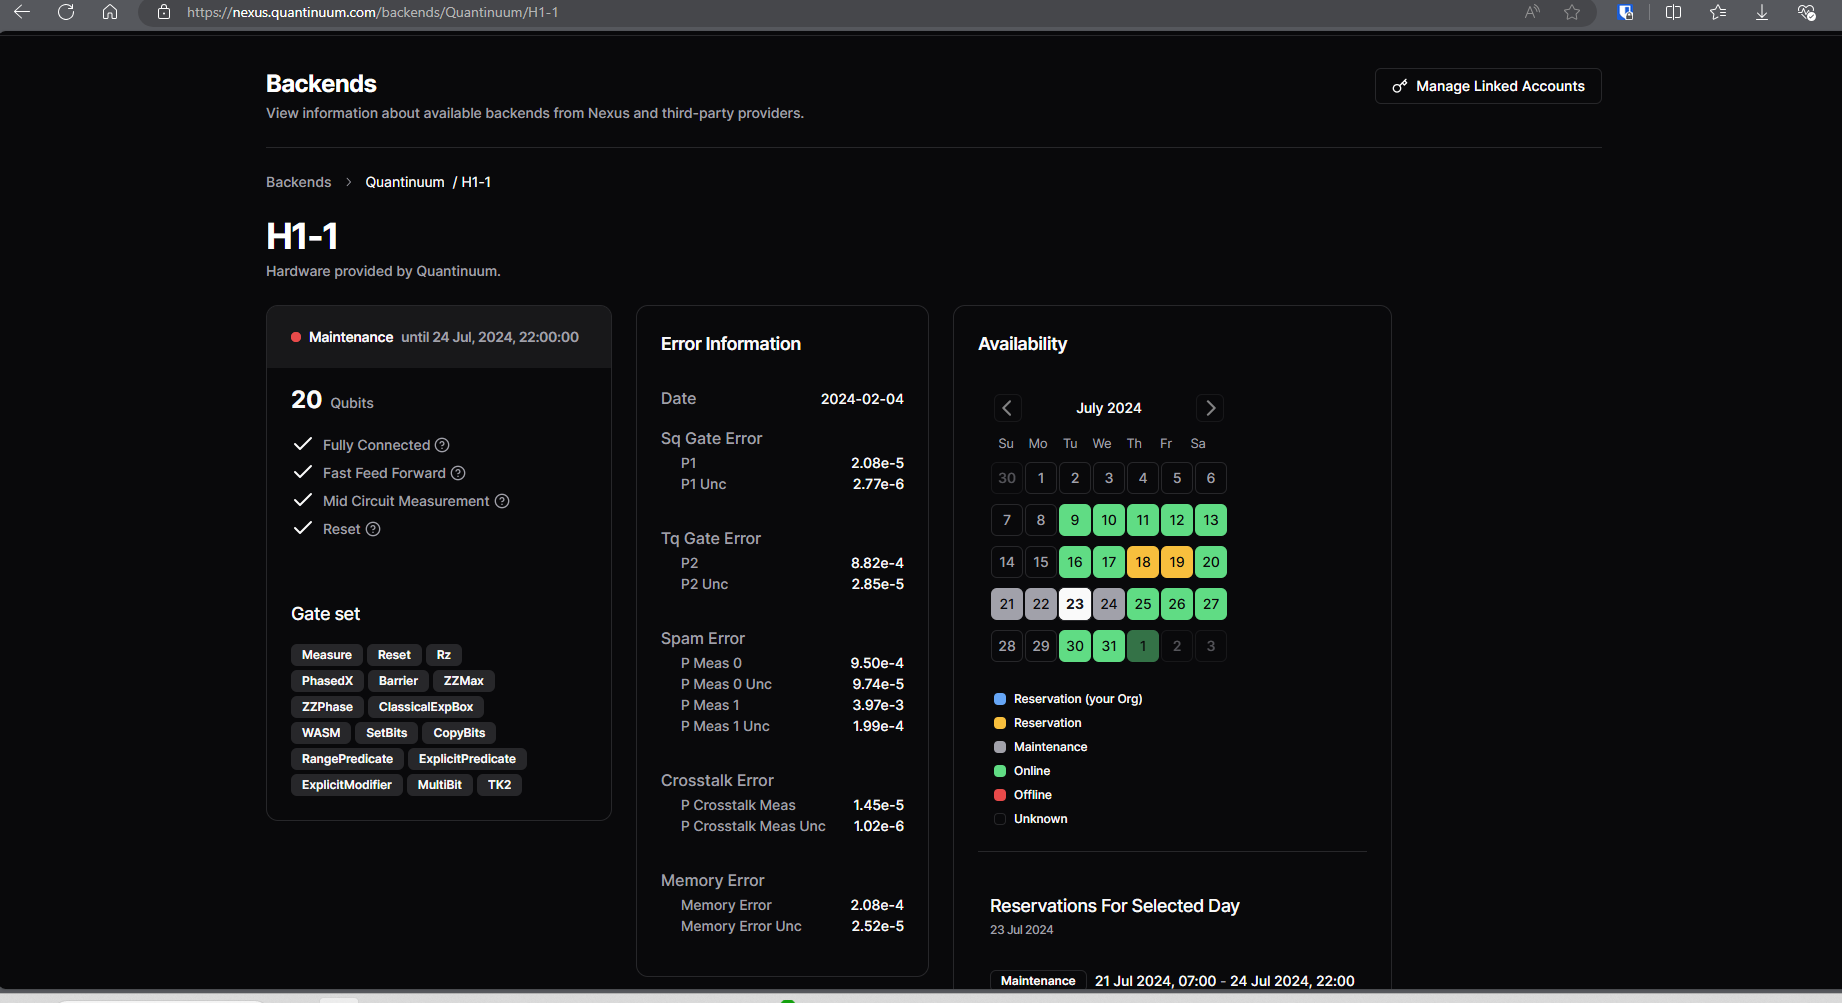 https://nexus.quantinuum.com/backends/Quantinuum/H1-1
Backends
View information about available backends from Nexus and third-party providers.
Manage Linked Accounts
Backends > Quantinuum / H1-1
H1-1
Hardware provided by Quantinuum.
Maintenance until 24 Jul, 2024, 22:00:00
20 Qubits
Fully Connected
Fast Feed Forward
Mid Circuit Measurement
Reset
Gate set
Measure Reset Rz
PhasedX Barrier ZZMax
ZZPhase ClassicalExpBox
WASM SetBits CopyBits
RangePredicate ExplicitPredicate
ExplicitModifier MultiBit TK2
Error Information
Date 2024-02-04
Sq Gate Error
P1 2.08e-5
P1 Unc 2.77e-6
Tq Gate Error
P2 8.82e-4
P2 Unc 2.85e-5
Spam Error
P Meas 0 9.50e-4
P Meas 0 Unc 9.74e-5
P Meas 1 3.97e-3
P Meas 1 Unc 1.99e-4
Crosstalk Error
P Crosstalk Meas 1.45e-5
P Crosstalk Meas Unc 1.02e-6
Memory Error
Memory Error 2.08e-4
Memory Error Unc 2.52e-5
Availability
July 2024
Su Mo Tu We Th Fr Sa
30 1 2 3 4 5 6
7 8 9 10 11 12 13
14 15 16 17 18 19 20
21 22 23 24 25 26 27
28 29 30 31 1 2 3
Reservation (your Org)
Reservation
Maintenance
Online
Offline
Unknown
Reservations For Selected Day
23 Jul 2024
Maintenance 21 Jul 2024, 07:00 - 24 Jul 2024, 22:00